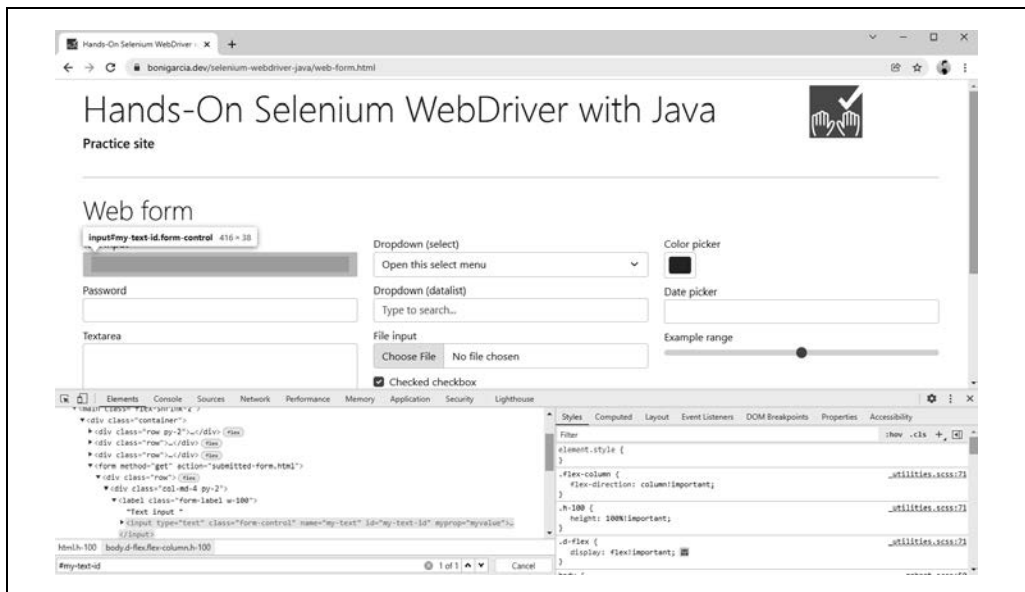 Hands-On Selenium WebDriver
bonigarcia.dev/selenium-webdriver-java/web-form.html
Hands-On Selenium WebDriver with Java
Practice site
Web form
input#my-text-id.form-control 416 × 38
Dropdown (select)
Color picker
Open this select menu
Password
Dropdown (datalist)
Date picker
Type to search...
Textarea
File input
Example range
Choose File No file chosen
Checked checkbox
Elements Console Sources Network Performance Memory Application Security Lighthouse
<main class="flex-shrink-2">
<div class="container">
<div class="row py-2">…</div> flex
<div class="row">…</div> flex
<div class="row">…</div> flex
<form method="get" action="submitted-form.html">
<div class="row"> flex
<div class="col-md-4 py-2">
<label class="form-label w-100">
"Text input "
<input type="text" class="form-control" name="my-text" id="my-text-id" myprop="myvalue">…
</input>
html.h-100 body.d-flex.flex-column.h-100
#my-text-id 1 of 1 Cancel
Styles Computed Layout Event Listeners DOM Breakpoints Properties Accessibility
Filter :hov .cls +
element.style {
}
.flex-column { _utilities.scss:71
flex-direction: column!important;
}
.h-100 { _utilities.scss:71
height: 100%!important;
}
.d-flex { _utilities.scss:71
display: flex!important;
}